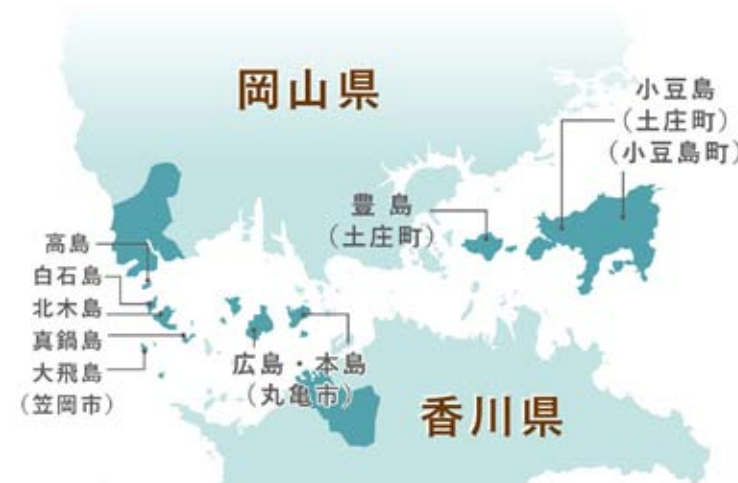 岡山県
小豆島
(土庄町)
(小豆島町)
豊島
(土庄町)
高島
白石島
北木島
真鍋島
大飛島
(笠岡市)
広島・本島
(丸亀市)
香川県